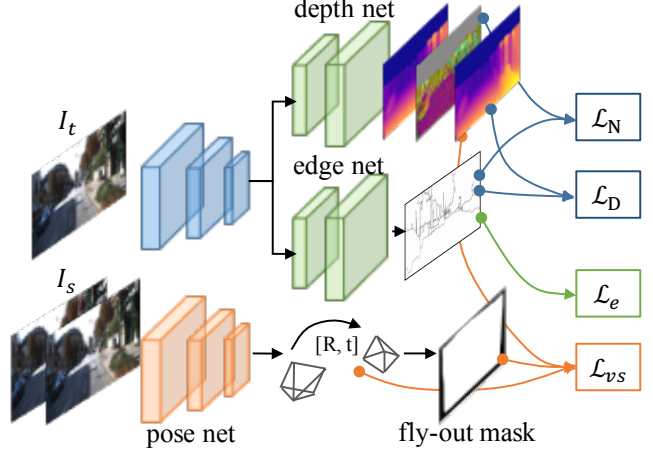 depth net
I_t
ℒ_N
edge net
ℒ_D
I_s
ℒ_e
[R, t]
ℒ_vs
pose net
fly-out mask